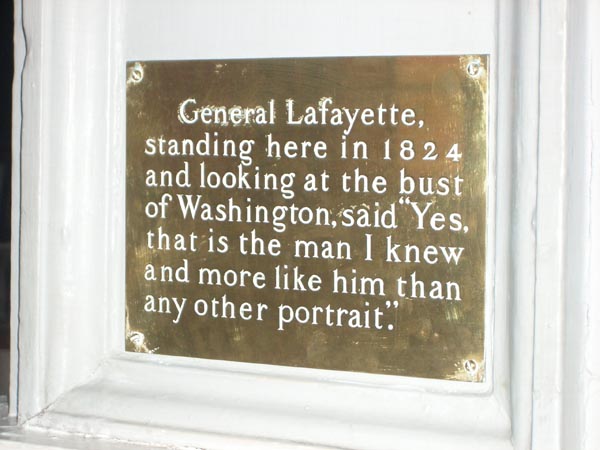 General Lafayette,
standing here in 1824
and looking at the bust
of Washington, said "Yes,
that is the man I knew
and more like him than
any other portrait."